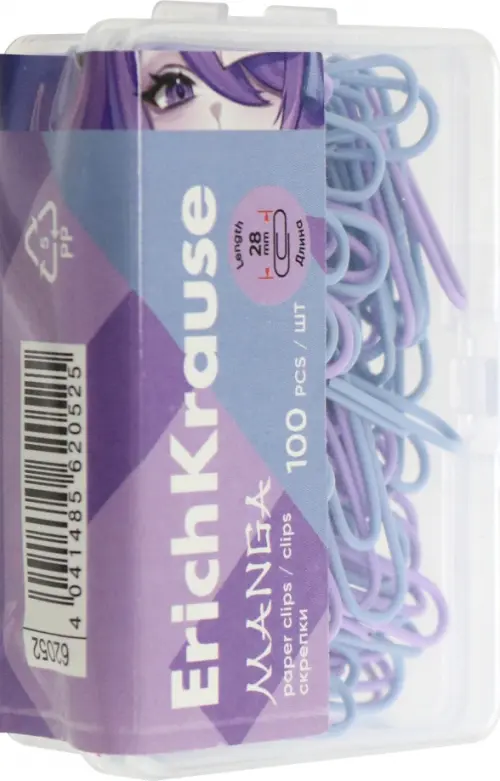 ErichKrause
MANGA
paper clips / clips
скрепки
100 PCS / ШТ
Length
28
mm
Длина
5
PP
4 041485 620525
62052